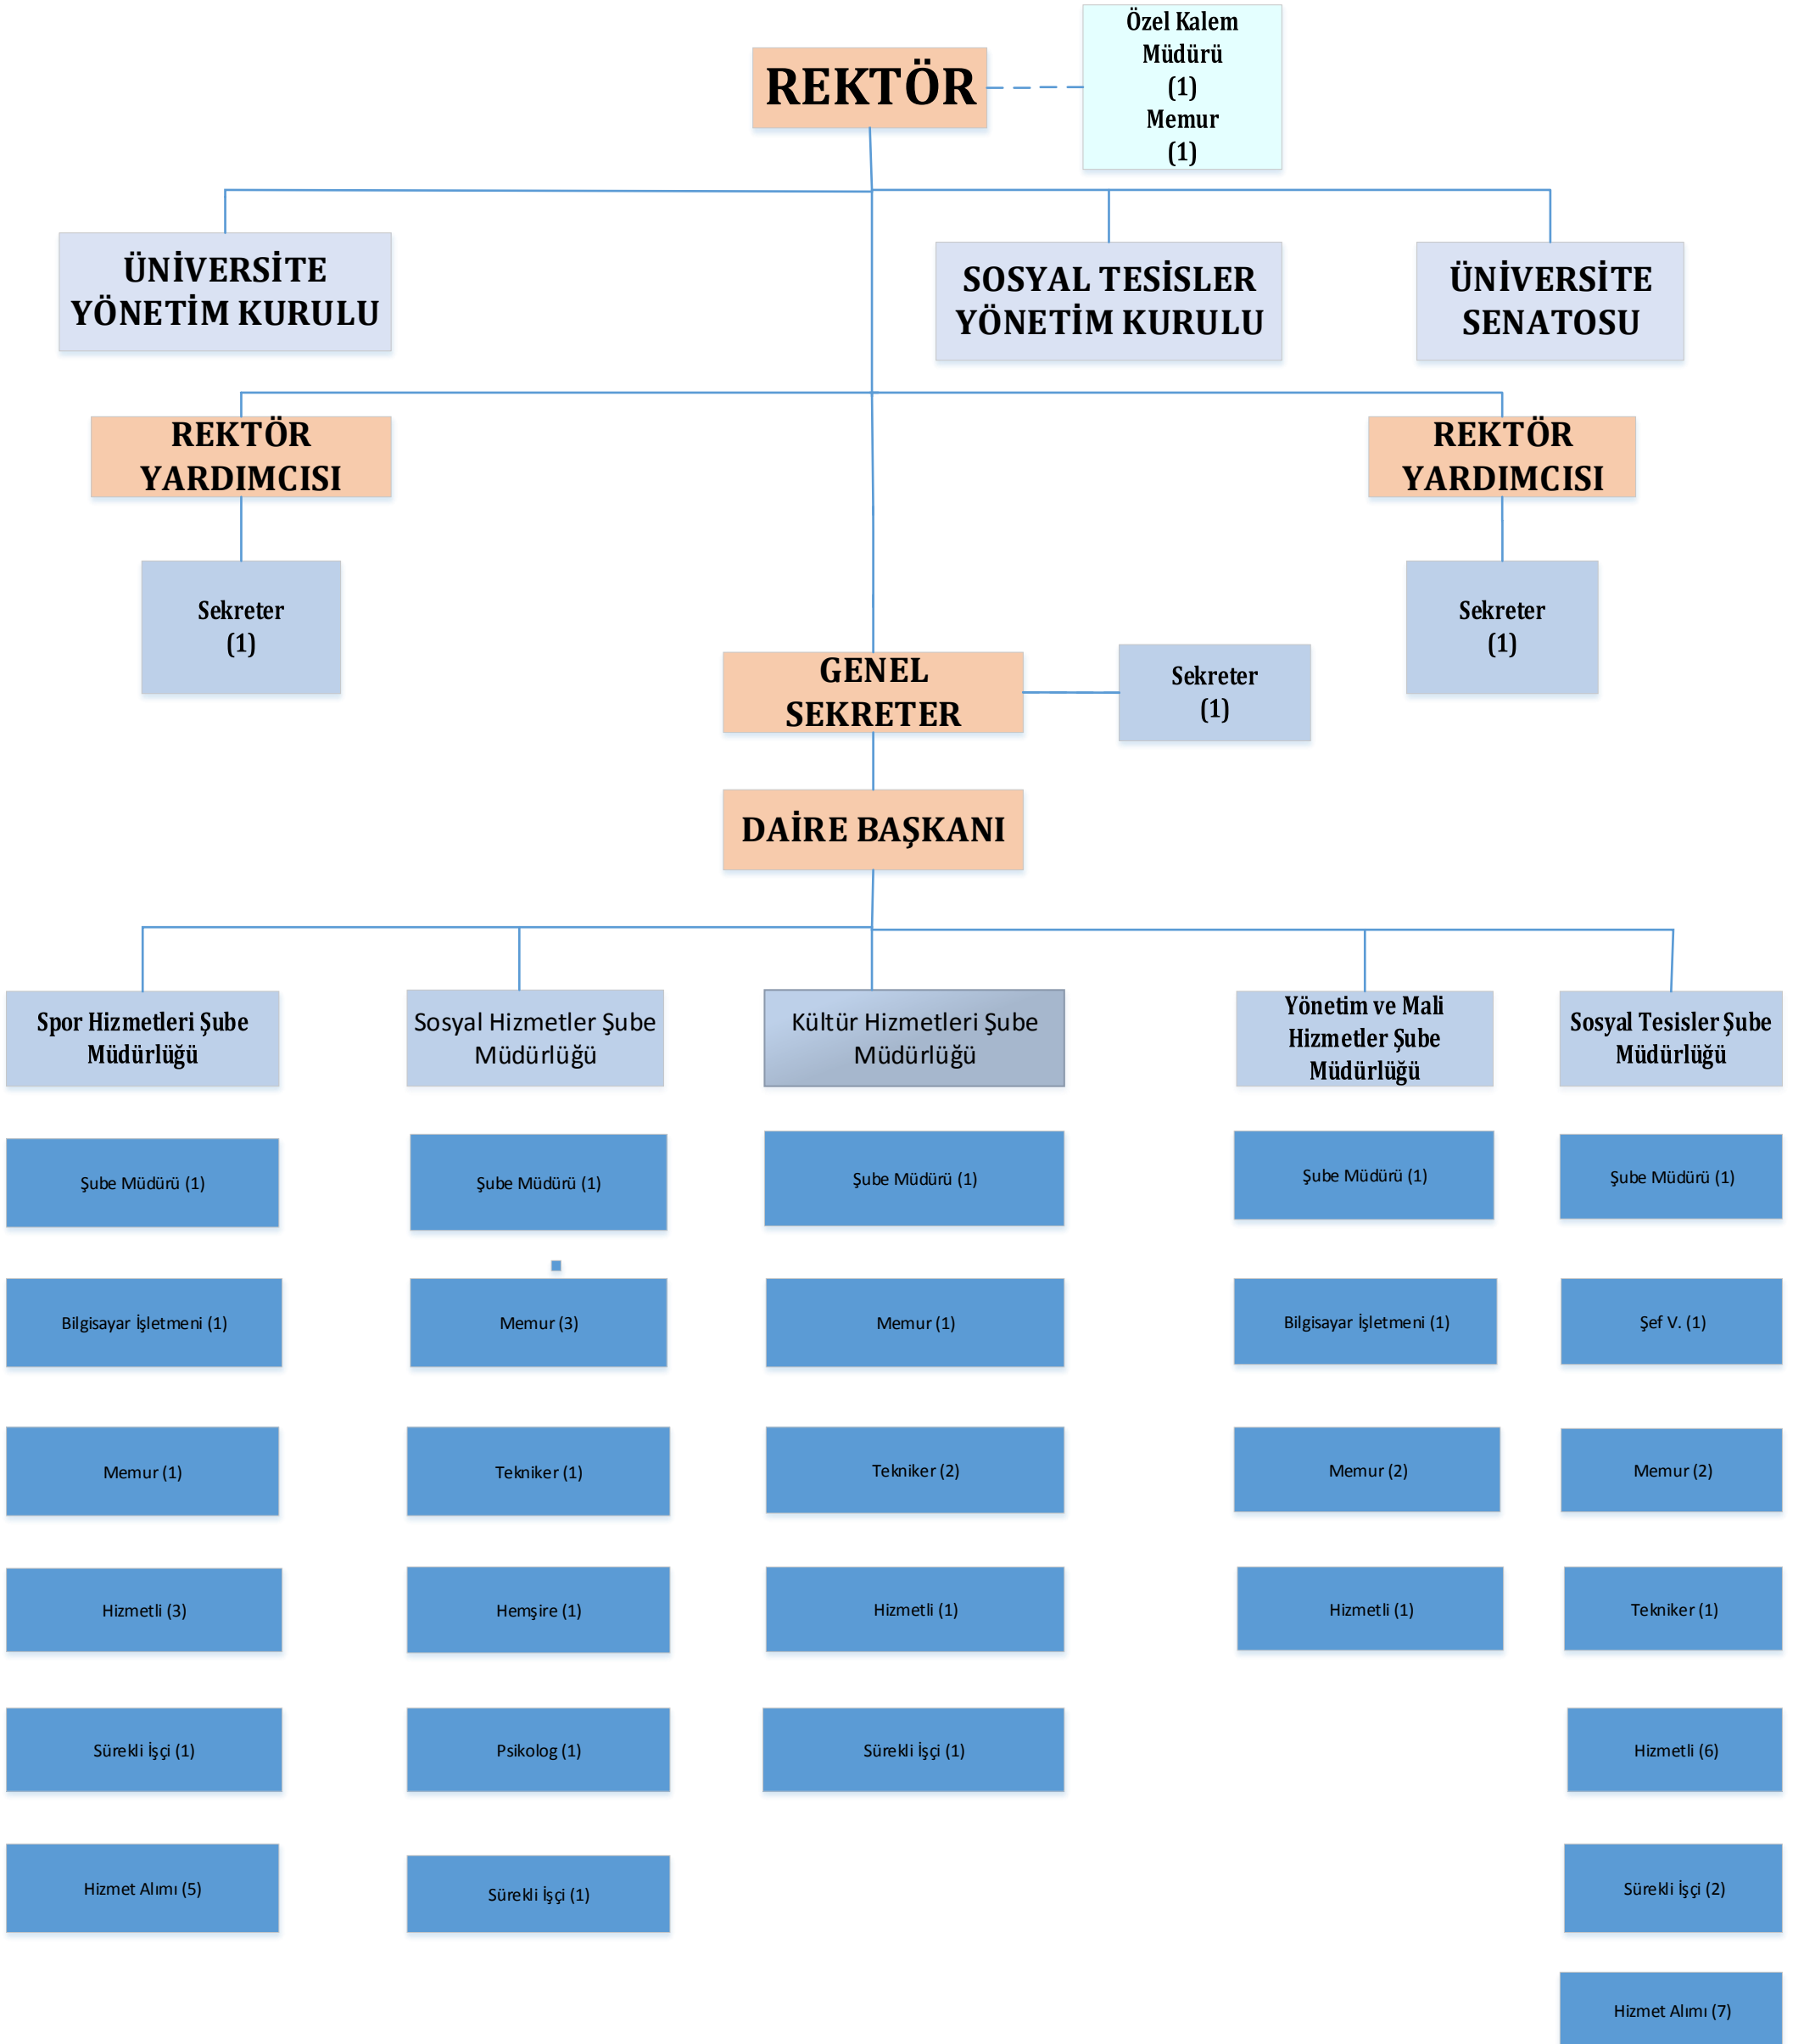 Özel Kalem
Müdürü
(1)
Memur
(1)
REKTÖR
ÜNİVERSİTE
YÖNETİM KURULU
SOSYAL TESİSLER
YÖNETİM KURULU
ÜNİVERSİTE
SENATOSU
REKTÖR
YARDIMCISI
REKTÖR
YARDIMCISI
Sekreter
(1)
Sekreter
(1)
GENEL
SEKRETER
Sekreter
(1)
DAİRE BAŞKANI
Spor Hizmetleri Şube
Müdürlüğü
Sosyal Hizmetler Şube
Müdürlüğü
Kültür Hizmetleri Şube
Müdürlüğü
Yönetim ve Mali
Hizmetler Şube
Müdürlüğü
Sosyal Tesisler Şube
Müdürlüğü
Şube Müdürü (1)
Şube Müdürü (1)
Şube Müdürü (1)
Şube Müdürü (1)
Şube Müdürü (1)
Bilgisayar İşletmeni (1)
Memur (3)
Memur (1)
Bilgisayar İşletmeni (1)
Şef V. (1)
Memur (1)
Tekniker (1)
Tekniker (2)
Memur (2)
Memur (2)
Hizmetli (3)
Hemşire (1)
Hizmetli (1)
Hizmetli (1)
Tekniker (1)
Sürekli İşçi (1)
Psikolog (1)
Sürekli İşçi (1)
Hizmetli (6)
Hizmet Alımı (5)
Sürekli İşçi (1)
Sürekli İşçi (2)
Hizmet Alımı (7)